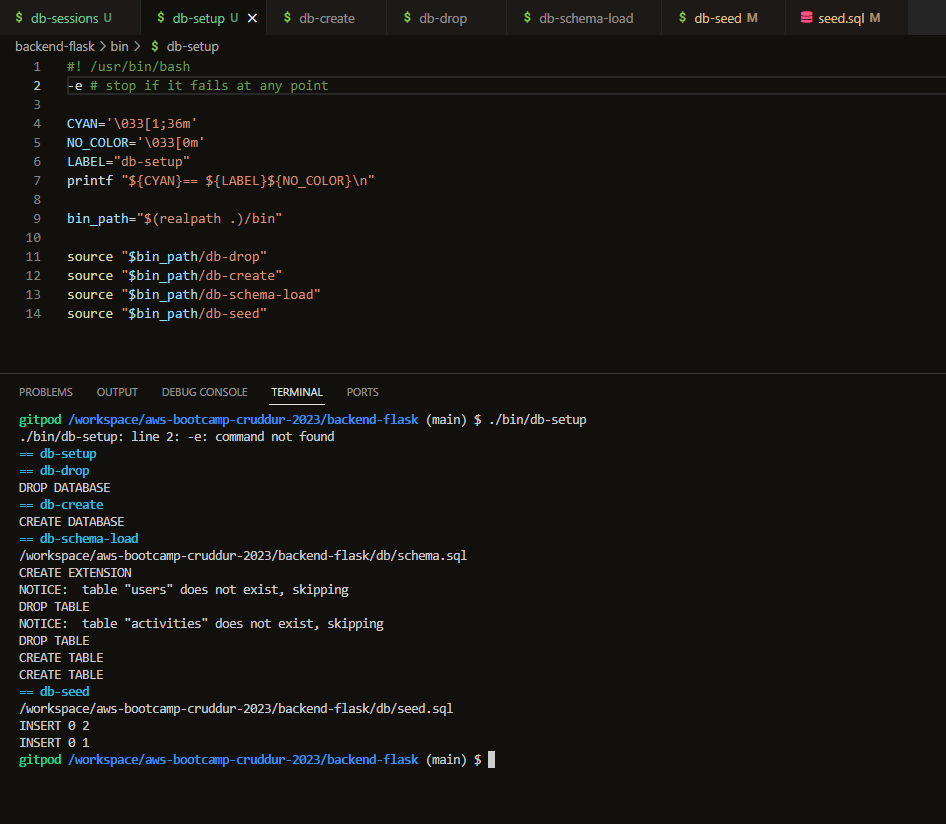 $ db-sessions U $ db-setup U × $ db-create $ db-drop $ db-schema-load $ db-seed M seed.sql M
backend-flask > bin > $ db-setup
1 #! /usr/bin/bash
2 -e # stop if it fails at any point
3
4 CYAN='\033[1;36m'
5 NO_COLOR='\033[0m'
6 LABEL="db-setup"
7 printf "${CYAN}== ${LABEL}${NO_COLOR}\n"
8
9 bin_path="$(realpath .)/bin"
10
11 source "$bin_path/db-drop"
12 source "$bin_path/db-create"
13 source "$bin_path/db-schema-load"
14 source "$bin_path/db-seed"
PROBLEMS OUTPUT DEBUG CONSOLE TERMINAL PORTS
gitpod /workspace/aws-bootcamp-cruddur-2023/backend-flask (main) $ ./bin/db-setup
./bin/db-setup: line 2: -e: command not found
== db-setup
== db-drop
DROP DATABASE
== db-create
CREATE DATABASE
== db-schema-load
/workspace/aws-bootcamp-cruddur-2023/backend-flask/db/schema.sql
CREATE EXTENSION
NOTICE:  table "users" does not exist, skipping
DROP TABLE
NOTICE:  table "activities" does not exist, skipping
DROP TABLE
CREATE TABLE
CREATE TABLE
== db-seed
/workspace/aws-bootcamp-cruddur-2023/backend-flask/db/seed.sql
INSERT 0 2
INSERT 0 1
gitpod /workspace/aws-bootcamp-cruddur-2023/backend-flask (main) $